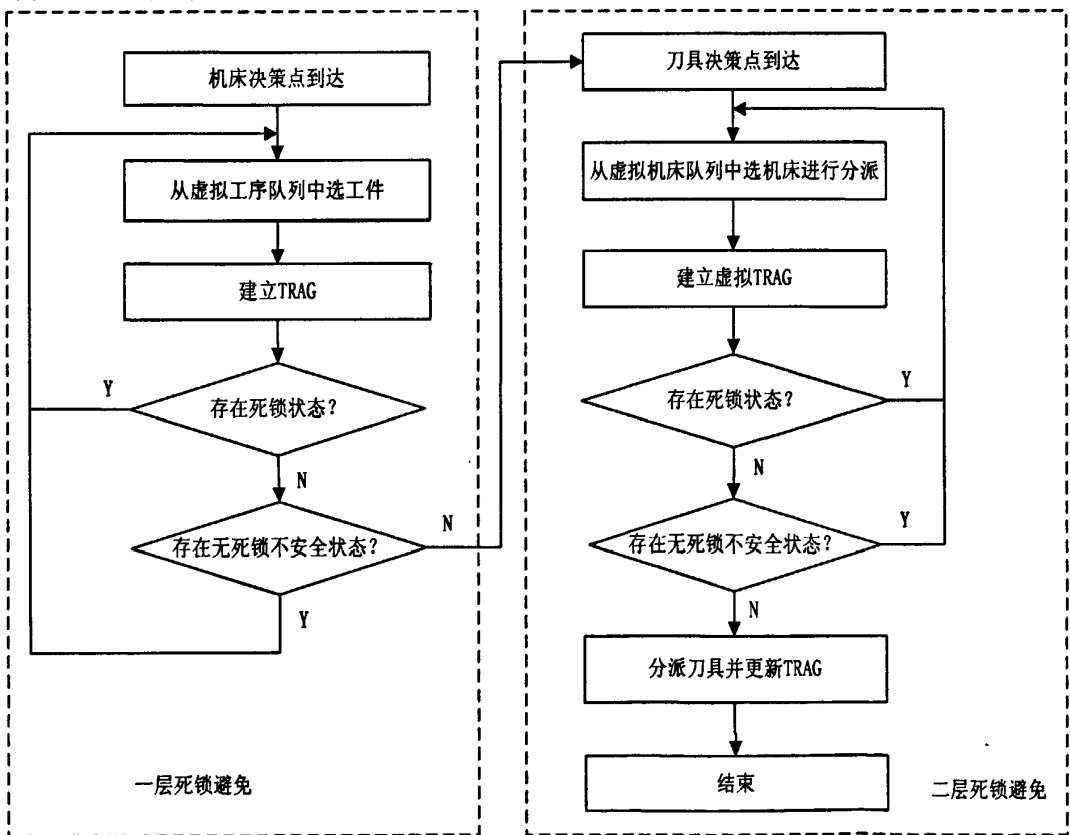 机床决策点到达
从虚拟工序队列中选工件
建立TRAG
存在死锁状态?
Y
N
存在无死锁不安全状态?
N
Y
一层死锁避免
刀具决策点到达
从虚拟机床队列中选机床进行分派
建立虚拟TRAG
存在死锁状态?
Y
N
存在无死锁不安全状态?
Y
N
分派刀具并更新TRAG
结束
二层死锁避免